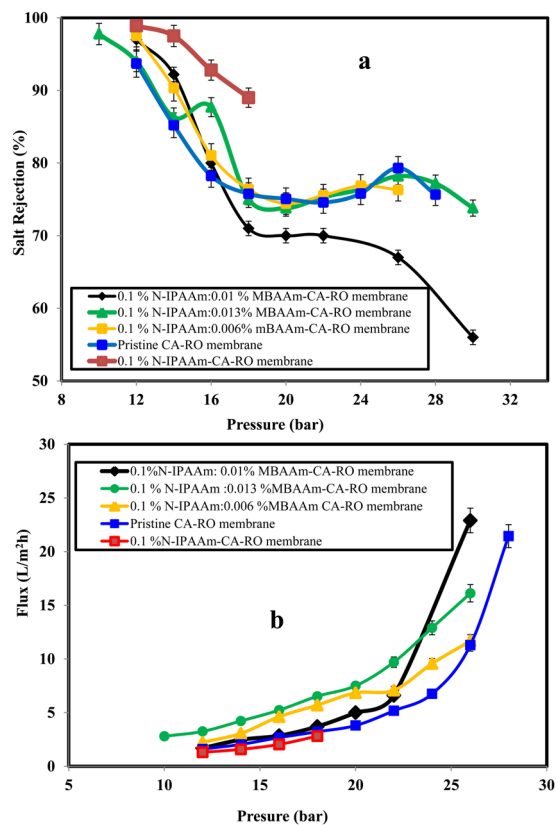 100
90
80
70
60
50
Salt Rejection (%)
a
0.1 % N-IPAAm:0.01 % MBAAm-CA-RO membrane
0.1 % N-IPAAm:0.013% MBAAm-CA-RO membrane
0.1 % N-IPAAm:0.006% mBAAm-CA-RO membrane
Pristine CA-RO membrane
0.1 % N-IPAAm-CA-RO membrane
8 12 16 20 24 28 32
Pressure (bar)
30
25
20
15
10
5
0
Flux (L/m²h)
0.1%N-IPAAm: 0.01% MBAAm-CA-RO membrane
0.1 % N-IPAAm :0.013 %MBAAm-CA-RO membrane
0.1 % N-IPAAm:0.006 %MBAAm CA-RO membrane
Pristine CA-RO membrane
0.1 %N-IPAAm-CA-RO membrane
b
5 10 15 20 25 30
Presure (bar)